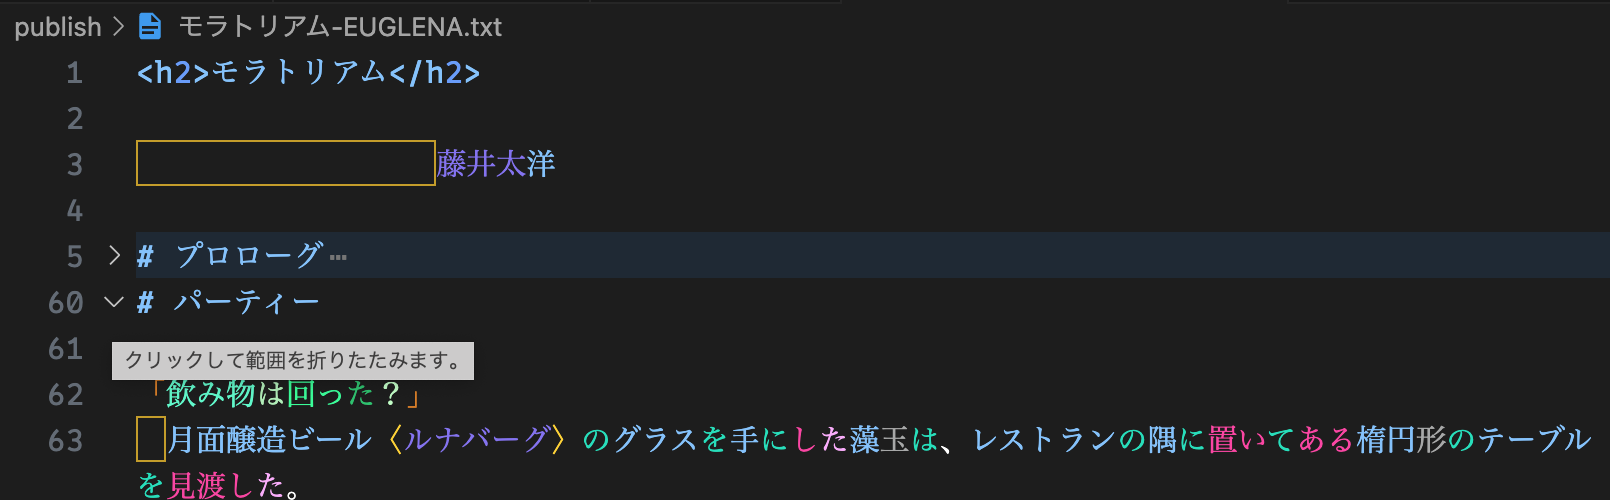 publish > モラトリアム-EUGLENA.txt
1 <h2>モラトリアム</h2>
2
3 藤井太洋
4
5 # プロローグ…
60 # パーティー
61
クリックして範囲を折りたたみます。
62 「飲み物は回った？」
63 月面醸造ビール〈ルナバーグ〉のグラスを手にした藻玉は、レストランの隅に置いてある楕円形のテーブル
を見渡した。